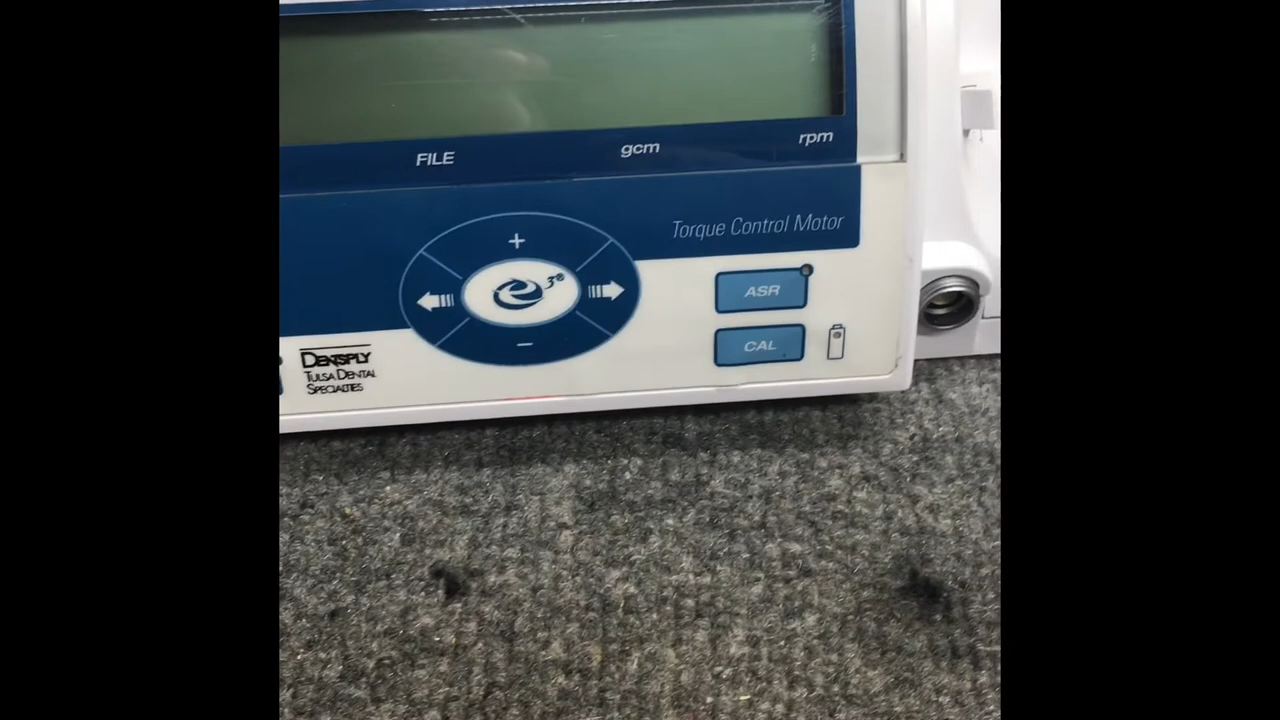 FILE gcm rpm
Torque Control Motor
+
e3®
ASR
CAL
−
DENTSPLY
TULSA DENTAL
SPECIALTIES